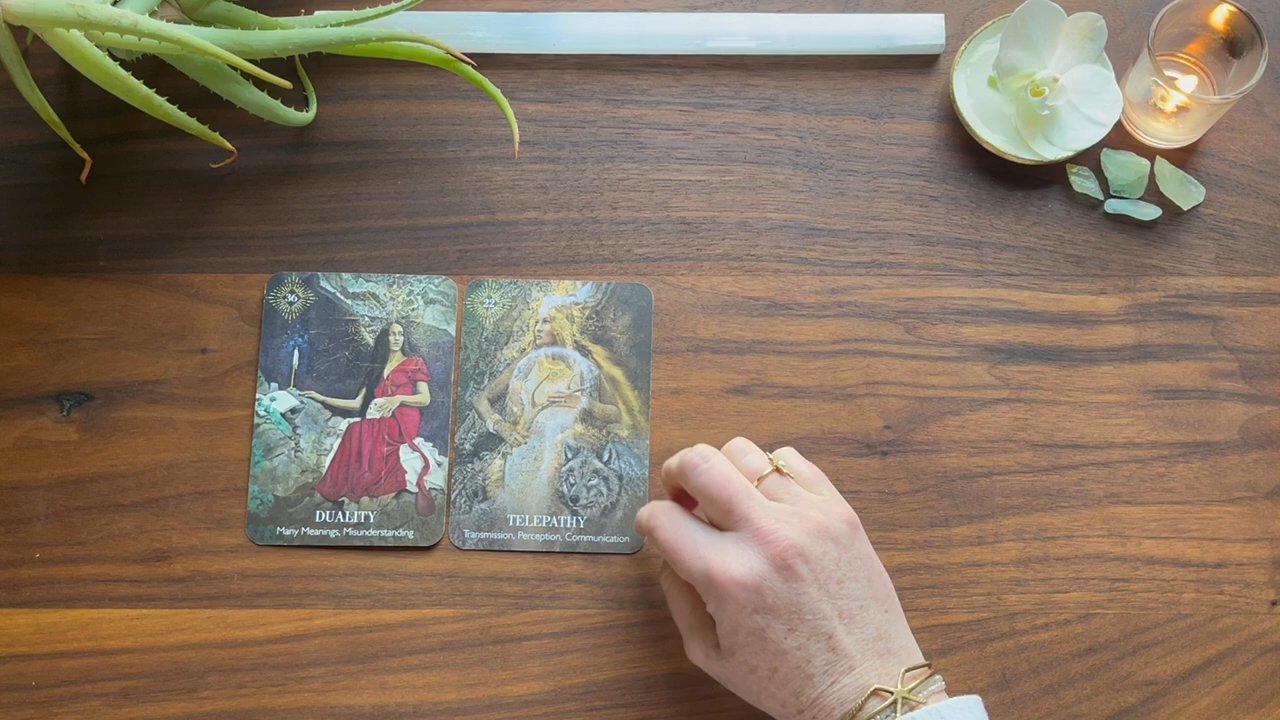 36
DUALITY
Many Meanings, Misunderstanding
22
TELEPATHY
Transmission, Perception, Communication